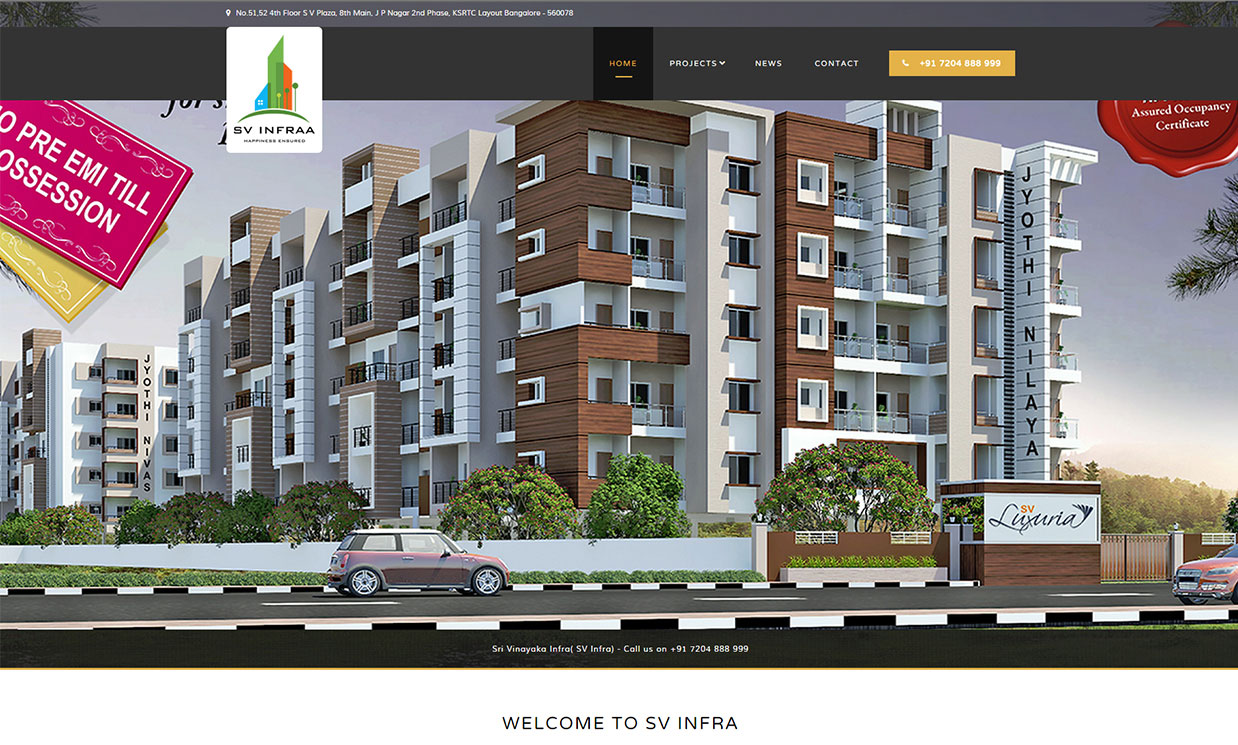 No.51,52 4th Floor S V Plaza, 8th Main, J P Nagar 2nd Phase, KSRTC Layout Bangalore - 560078
HOME
PROJECTS
NEWS
CONTACT
+91 7204 888 999
SV INFRAA
HAPPINESS ENSURED
PRE EMI TILL
OSSESSION
Assured Occupancy
Certificate
JYOTHI NIVAS
JYOTHI NILAYA
SV
Luxuria
Sri Vinayaka Infra( SV Infra) - Call us on +91 7204 888 999
WELCOME TO SV INFRA